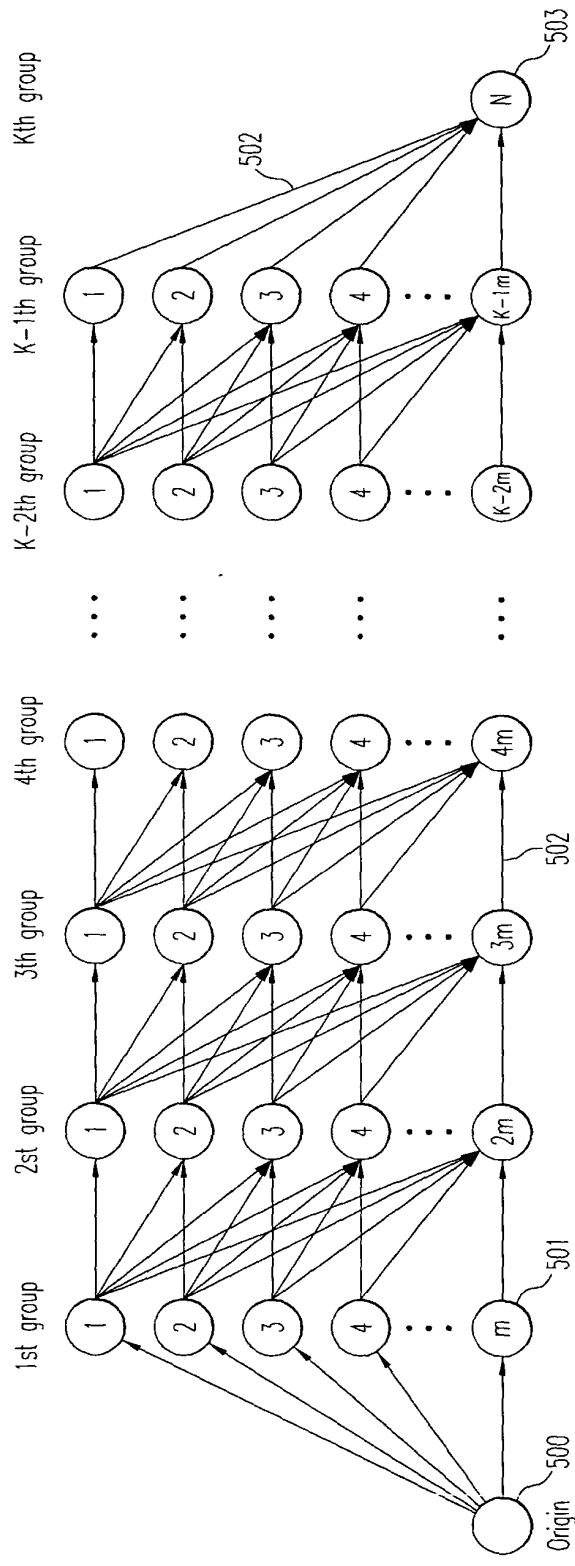 1st group
2st group
3th group
4th group
K-2th group
K-1th group
Kth group
1 1 1 1 1 1
2 2 2 2 2 2
3 3 3 3 3 3
4 4 4 4 4 4
Origin
500
m
501
2m
3m
502
4m
K-2m
K-1m
502
N
503